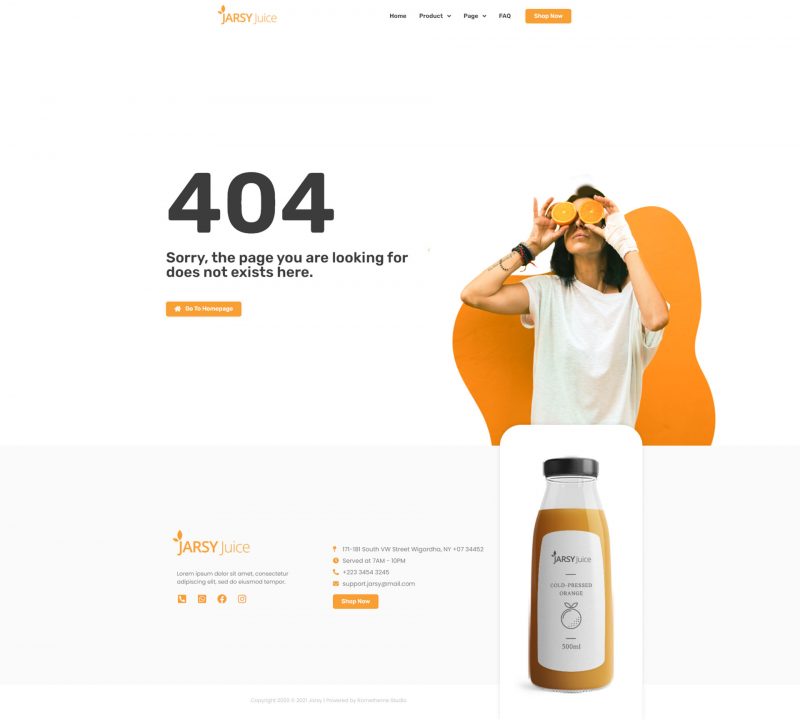 JARSY Juice
Home Product Page FAQ Shop Now
404
Sorry, the page you are looking for
does not exists here.
Go To Homepage
JARSY Juice
Lorem ipsum dolor sit amet, consectetur
adipiscing elit, sed do eiusmod tempor.
171-181 South VW Street Wigardha, NY +07 34452
Served at 7AM - 10PM
+223 3454 3245
support.jarsy@mail.com
Shop Now
JARSY Juice
COLD-PRESSED
ORANGE
500ml
Copyright 2020 © 2021 Jarsy | Powered by Rometheme Studio.